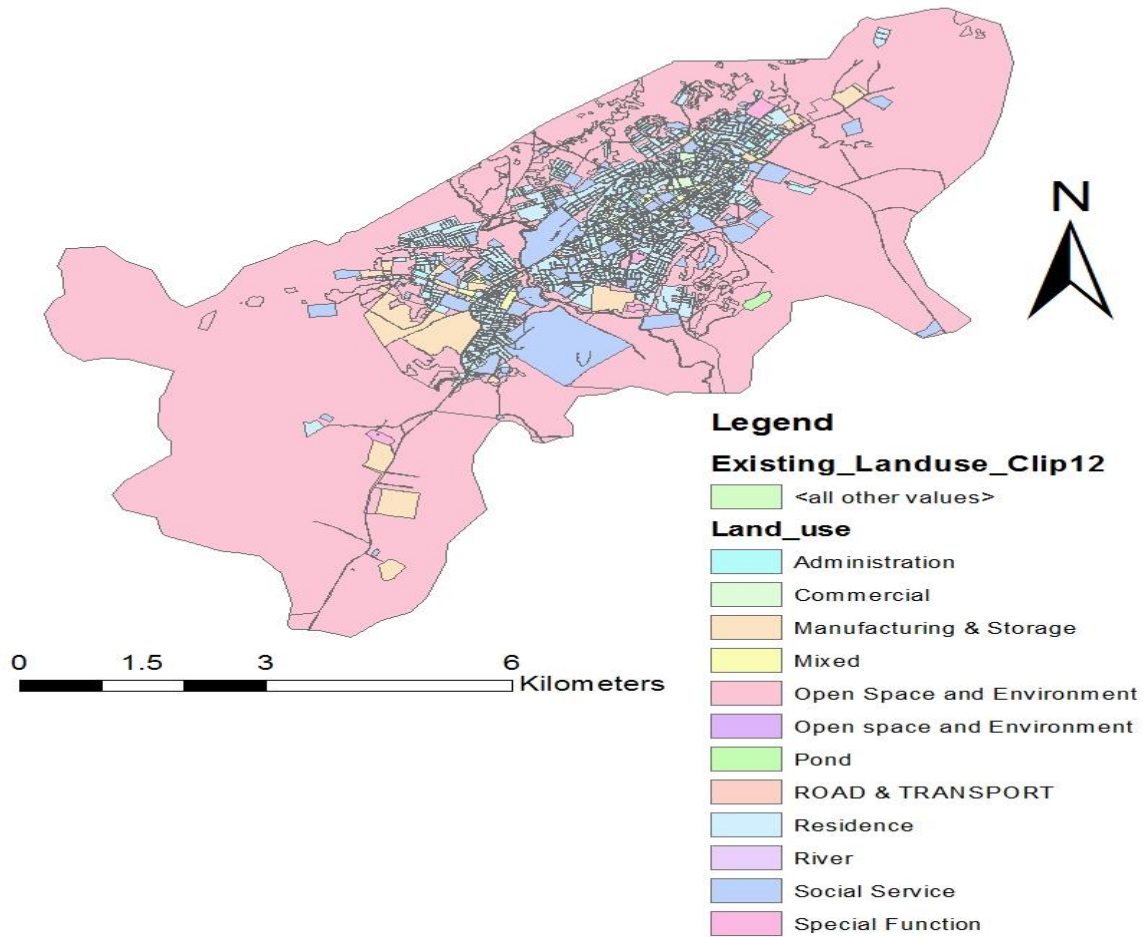 N
Legend
Existing_Landuse_Clip12
<all other values>
Land_use
Administration
Commercial
Manufacturing & Storage
Mixed
Open Space and Environment
Open space and Environment
Pond
ROAD & TRANSPORT
Residence
River
Social Service
Special Function
0 1.5 3 6
Kilometers